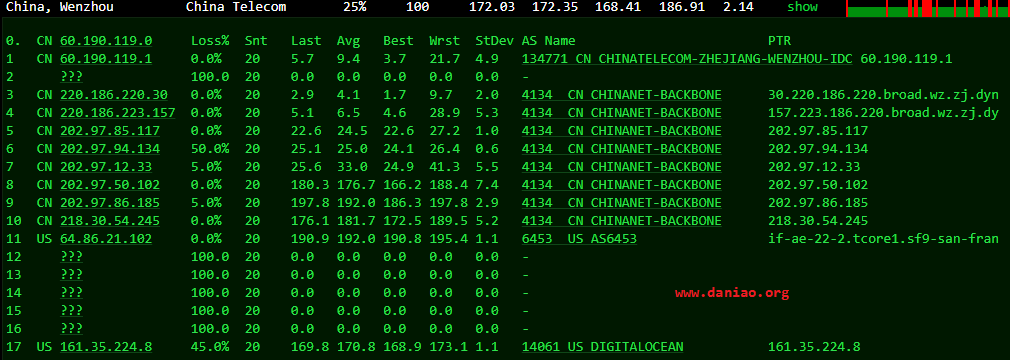 China, Wenzhou China Telecom 25% 100 172.03 172.35 168.41 186.91 2.14 show
0. CN 60.190.119.0 Loss% Snt Last Avg Best Wrst StDev AS Name PTR
1 CN 60.190.119.1 0.0% 20 5.7 9.4 3.7 21.7 4.9 134771 CN CHINATELECOM-ZHEJIANG-WENZHOU-IDC 60.190.119.1
2 ??? 100.0 20 0.0 0.0 0.0 0.0 0.0 -
3 CN 220.186.220.30 0.0% 20 2.9 4.1 1.7 9.7 2.0 4134 CN CHINANET-BACKBONE 30.220.186.220.broad.wz.zj.dyn
4 CN 220.186.223.157 0.0% 20 5.1 6.5 4.6 28.9 5.3 4134 CN CHINANET-BACKBONE 157.223.186.220.broad.wz.zj.dy
5 CN 202.97.85.117 0.0% 20 22.6 24.5 22.6 27.2 1.0 4134 CN CHINANET-BACKBONE 202.97.85.117
6 CN 202.97.94.134 50.0% 20 25.1 25.0 24.1 26.4 0.6 4134 CN CHINANET-BACKBONE 202.97.94.134
7 CN 202.97.12.33 5.0% 20 25.6 33.0 24.9 41.3 5.5 4134 CN CHINANET-BACKBONE 202.97.12.33
8 CN 202.97.50.102 0.0% 20 180.3 176.7 166.2 188.4 7.4 4134 CN CHINANET-BACKBONE 202.97.50.102
9 CN 202.97.86.185 0.0% 20 197.8 192.0 186.3 197.8 2.9 4134 CN CHINANET-BACKBONE 202.97.86.185
10 CN 218.30.54.245 0.0% 20 176.1 181.7 172.5 189.5 5.2 4134 CN CHINANET-BACKBONE 218.30.54.245
11 US 64.86.21.102 0.0% 20 190.9 192.0 190.8 195.4 1.1 6453 US AS6453 if-ae-22-2.tcore1.sf9-san-fran
12 ??? 100.0 20 0.0 0.0 0.0 0.0 0.0 -
13 ??? 100.0 20 0.0 0.0 0.0 0.0 0.0 -
14 ??? 100.0 20 0.0 0.0 0.0 0.0 0.0 - www.daniao.org
15 ??? 100.0 20 0.0 0.0 0.0 0.0 0.0 -
16 ??? 100.0 20 0.0 0.0 0.0 0.0 0.0 -
17 US 161.35.224.8 45.0% 20 169.8 170.8 168.9 173.1 1.1 14061 US DIGITALOCEAN 161.35.224.8